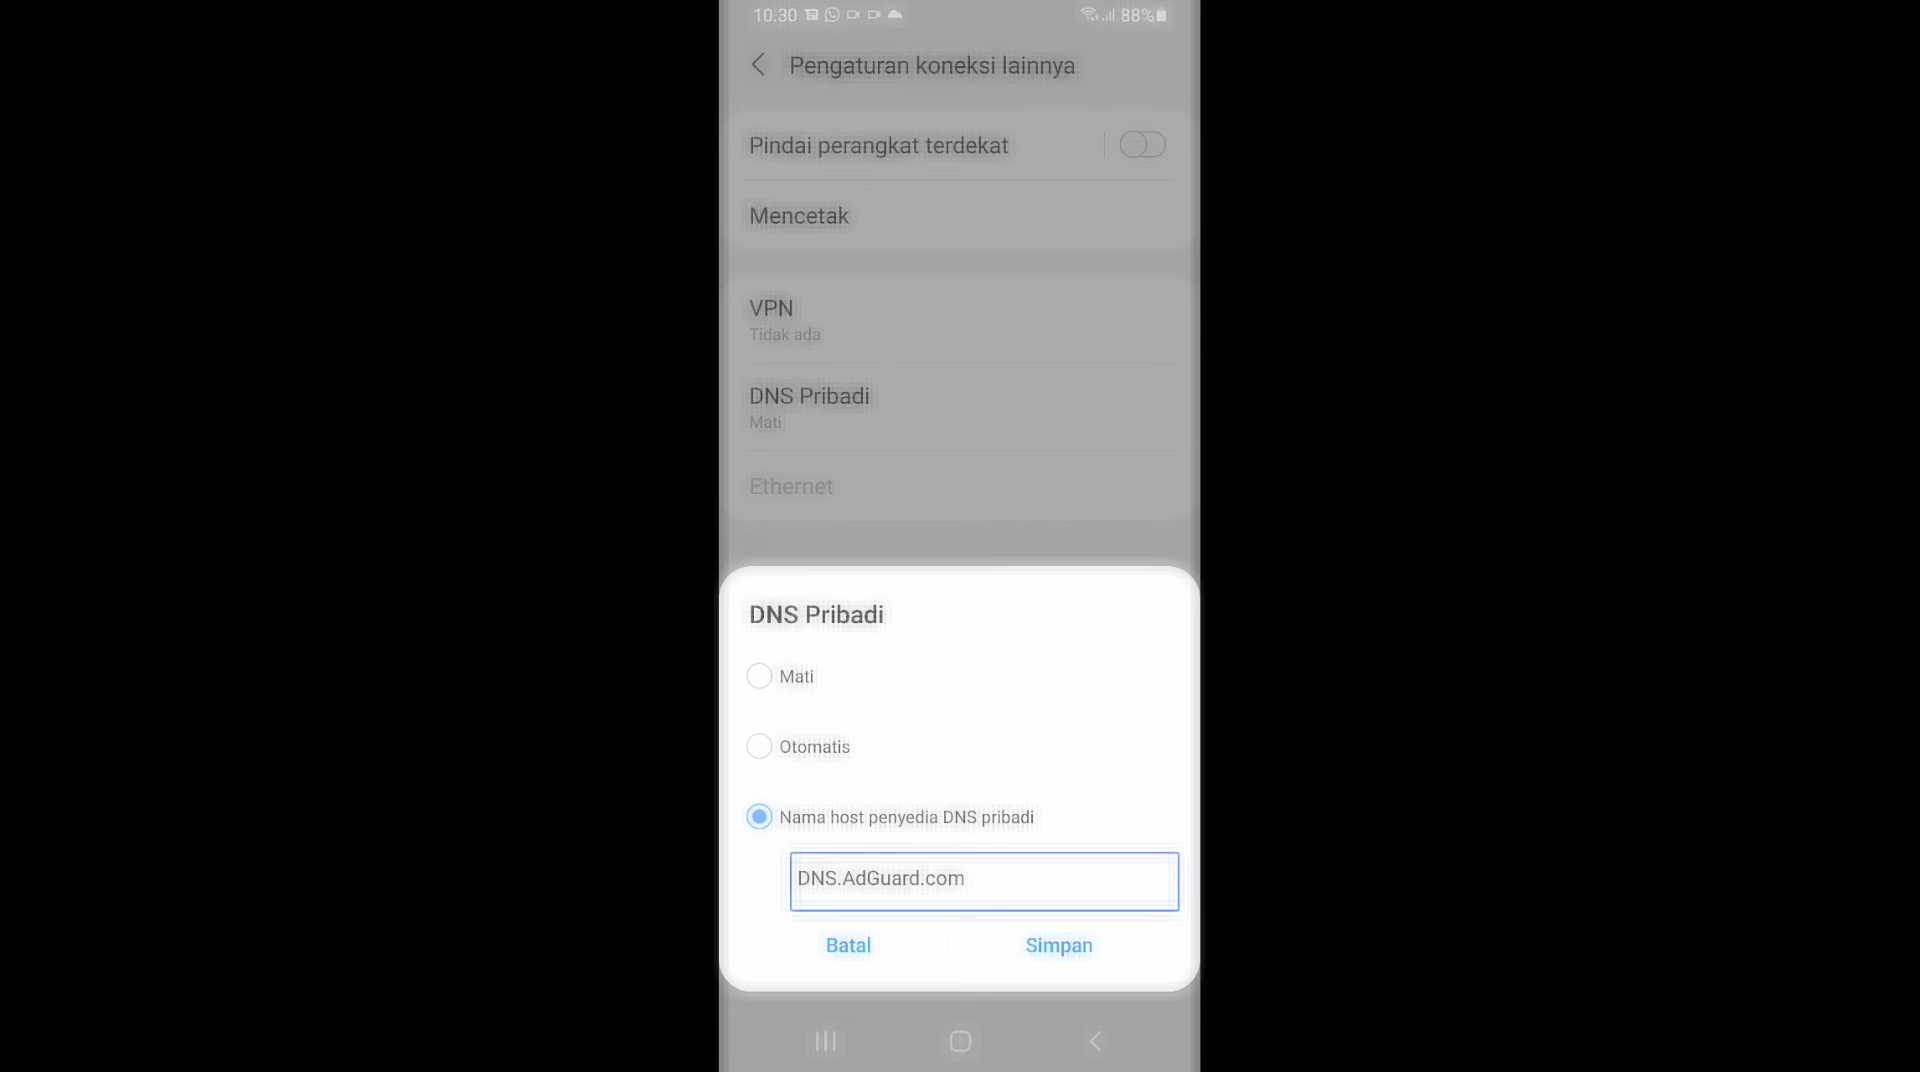 10.30 88%
Pengaturan koneksi lainnya
Pindai perangkat terdekat
Mencetak
VPN
Tidak ada
DNS Pribadi
Mati
Ethernet
DNS Pribadi
Mati
Otomatis
Nama host penyedia DNS pribadi
DNS.AdGuard.com
Batal Simpan